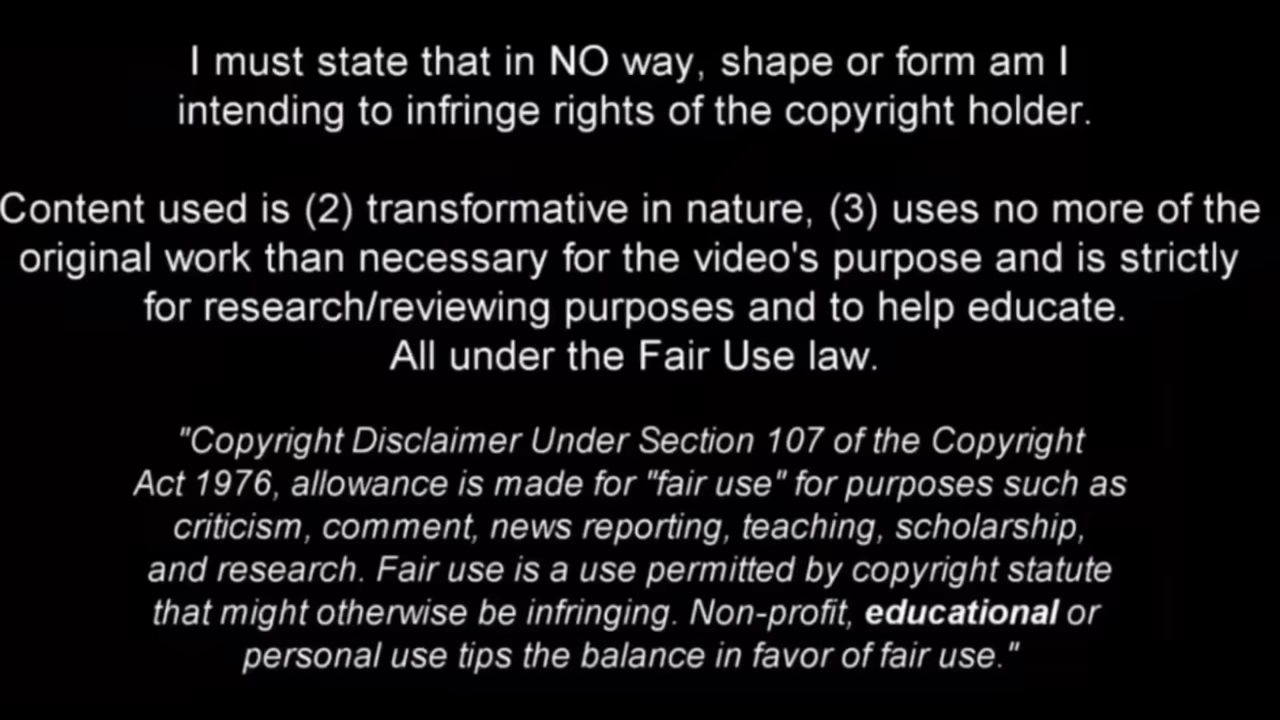 I must state that in NO way, shape or form am I
intending to infringe rights of the copyright holder.
Content used is (2) transformative in nature, (3) uses no more of the
original work than necessary for the video's purpose and is strictly
for research/reviewing purposes and to help educate.
All under the Fair Use law.
"Copyright Disclaimer Under Section 107 of the Copyright
Act 1976, allowance is made for "fair use" for purposes such as
criticism, comment, news reporting, teaching, scholarship,
and research. Fair use is a use permitted by copyright statute
that might otherwise be infringing. Non-profit, educational or
personal use tips the balance in favor of fair use."